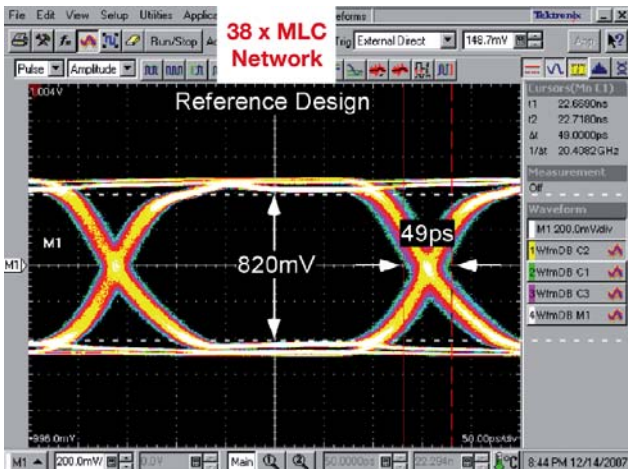 File Edit View Setup Utilities Applica
eforms
Tektronix
38 x MLC
Network
Run/Stop
Trig External Direct
148.7mV
App
Pulse
Amplitude
1.004V
Reference Design
Cursors(Mn C1)
t1 22.6690ns
t2 22.7180ns
Δt 49.0000ps
1/Δt 20.4082GHz
Measurement
Off
Waveform
M1 200.0mV/div
1 WfmDB C2
2 WfmDB C1
3 WfmDB C3
4 WfmDB M1
M1
M1
49ps
820mV
-996.0mV
50.00ps/div
M1
200.0mV/
0.0V
Main
50.0000ps
22.294n
8:44 PM 12/14/2007